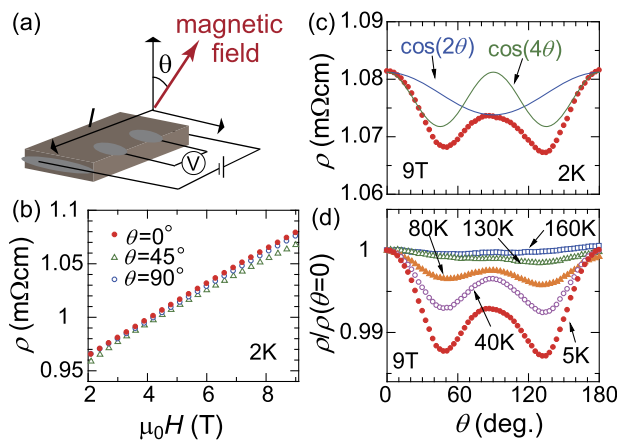 (a)
magnetic
field
θ
I
V
(b)
1.1
1.05
1
0.95
ρ (mΩcm)
θ=0°
θ=45°
θ=90°
2K
2 4 6 8
μ₀H (T)
(c)
1.09
1.08
1.07
1.06
ρ (mΩcm)
cos(2θ)
cos(4θ)
9T
2K
(d)
1
0.99
ρ/ρ(θ=0)
80K
130K
160K
40K
5K
9T
0 60 120 180
θ (deg.)